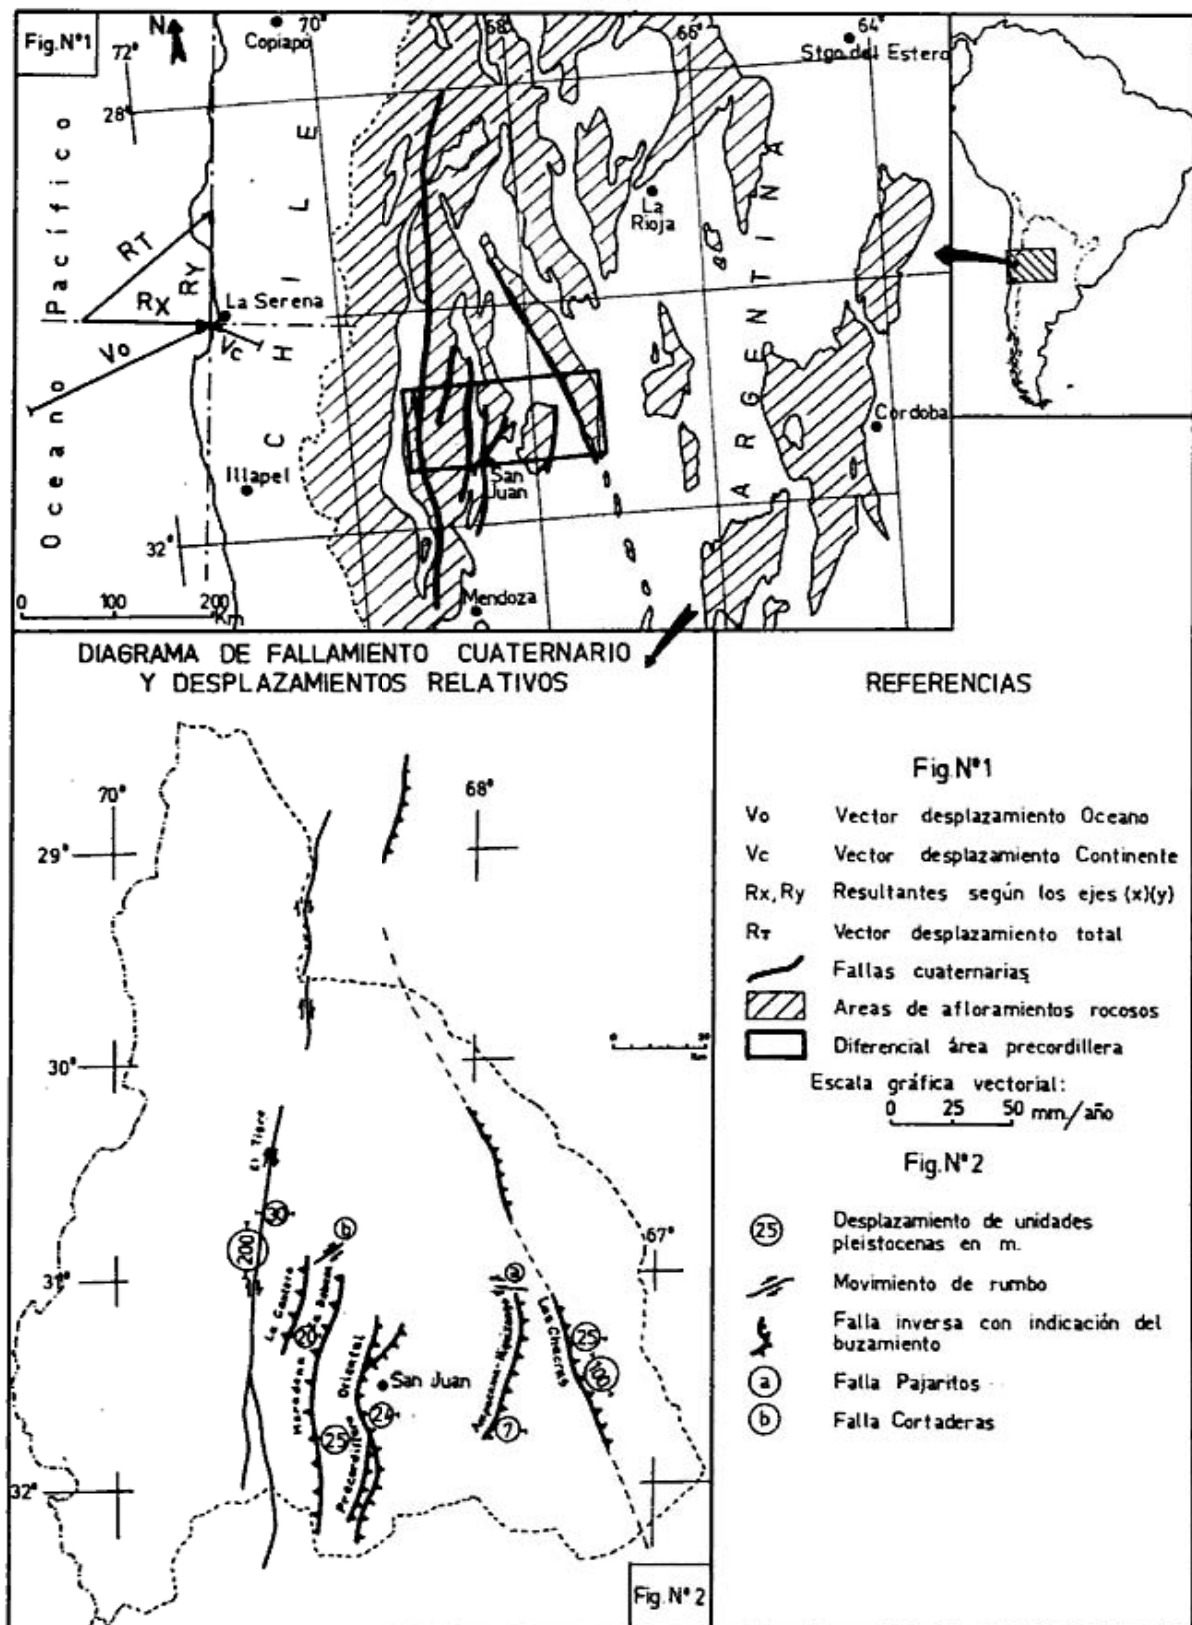 Fig.N°1
N
72°
70°
68°
66°
64°
Copiapó
Stgo del Estero
28°
Oceano Pacífico
CHILE
ARGENTINA
La
Rioja
RT
RY
RX
La Serena
Vo
Vc
Cordoba
Illapel
San
Juan
32°
Mendoza
0 100 200
Km
DIAGRAMA DE FALLAMIENTO CUATERNARIO
Y DESPLAZAMIENTOS RELATIVOS
70°
68°
29°
30°
El Tigre
30
b
200
67°
31°
a
La Cantera
20
Las Chacras
25
100
Oriental
San Juan
24
25
7
Precordillera
32°
Fig.N°2
REFERENCIAS
Fig.N°1
Vo Vector desplazamiento Oceano
Vc Vector desplazamiento Continente
Rx, Ry Resultantes según los ejes (x)(y)
RT Vector desplazamiento total
Fallas cuaternarias
Areas de afloramientos rocosos
Diferencial área precordillera
Escala gráfica vectorial:
0 25 50 mm/año
Fig.N°2
25 Desplazamiento de unidades
pleistocenas en m.
Movimiento de rumbo
Falla inversa con indicación del
buzamiento
a Falla Pajaritos
b Falla Cortaderas